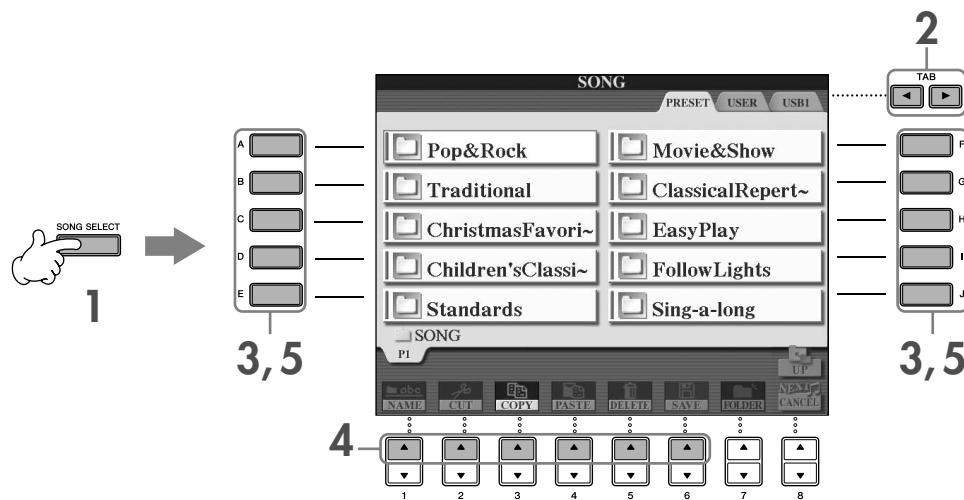 2
TAB
SONG
PRESET USER USB1
A Pop&Rock Movie&Show F
B Traditional ClassicalRepert~ G
C ChristmasFavori~ EasyPlay H
SONG SELECT
D Children'sClassi~ FollowLights I
E Standards Sing-a-long J
1
SONG
3, 5 3, 5
P1
UP
abc NEXT
NAME CUT COPY PASTE DELETE SAVE FOLDER CANCEL
4
1 2 3 4 5 6 7 8